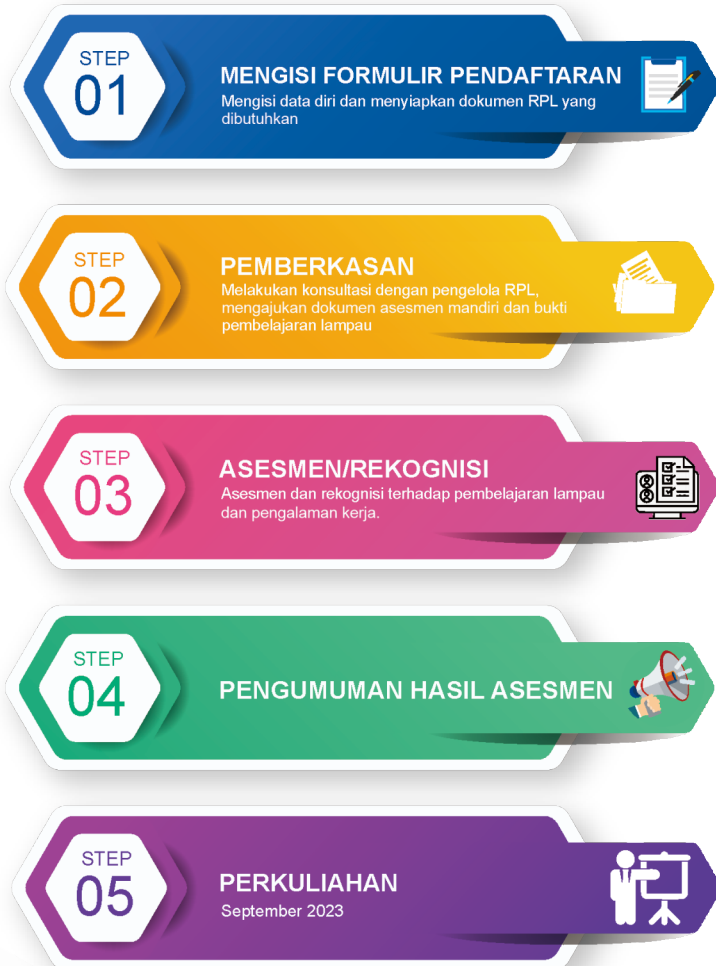 STEP
01
MENGISI FORMULIR PENDAFTARAN
Mengisi data diri dan menyiapkan dokumen RPL yang
dibutuhkan
STEP
02
PEMBERKASAN
Melakukan konsultasi dengan pengelola RPL,
mengajukan dokumen asesmen mandiri dan bukti
pembelajaran lampau
STEP
03
ASESMEN/REKOGNISI
Asesmen dan rekognisi terhadap pembelajaran lampau
dan pengalaman kerja.
STEP
04
PENGUMUMAN HASIL ASESMEN
STEP
05
PERKULIAHAN
September 2023